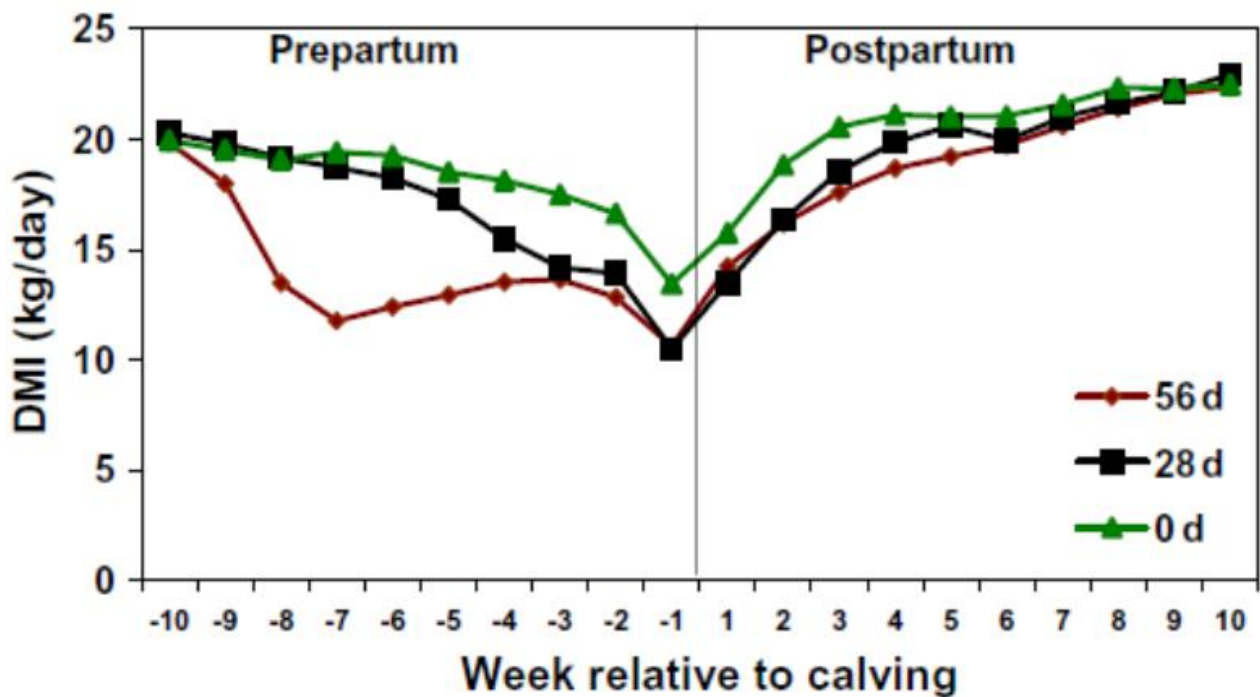 25
Prepartum
Postpartum
20
15
10
5
0
DMI (kg/day)
56 d
28 d
0 d
-10 -9 -8 -7 -6 -5 -4 -3 -2 -1 1 2 3 4 5 6 7 8 9 10
Week relative to calving